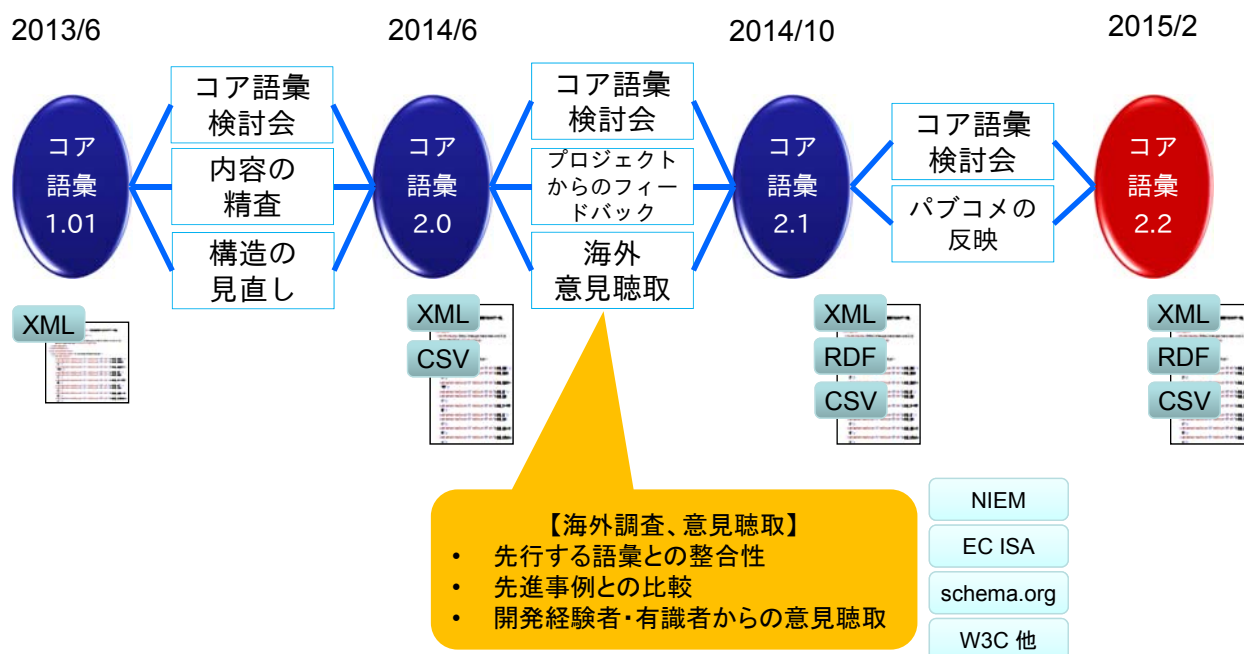 2013/6
2014/6
2014/10
2015/2
コア
語彙
1.01
コア語彙
検討会
内容の
精査
構造の
見直し
コア
語彙
2.0
コア語彙
検討会
プロジェクト
からのフィー
ドバック
海外
意見聴取
コア
語彙
2.1
コア語彙
検討会
パブコメの
反映
コア
語彙
2.2
XML
XML
CSV
XML
RDF
CSV
XML
RDF
CSV
【海外調査、意見聴取】
• 先行する語彙との整合性
• 先進事例との比較
• 開発経験者・有識者からの意見聴取
NIEM
EC ISA
schema.org
W3C 他